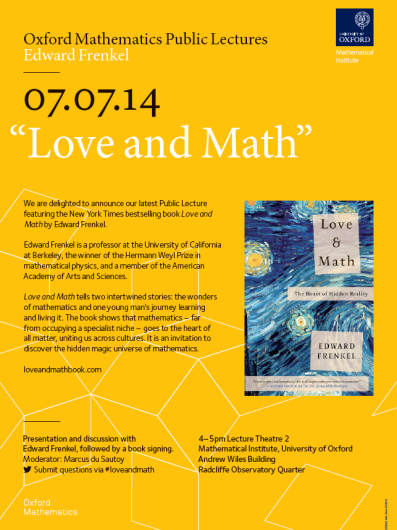 Oxford Mathematics Public Lectures
Edward Frenkel
UNIVERSITY OF
OXFORD
Mathematical
Institute
07.07.14
“Love and Math”
We are delighted to announce our latest Public Lecture
featuring the New York Times bestselling book Love and
Math by Edward Frenkel.
Edward Frenkel is a professor at the University of California
at Berkeley, the winner of the Hermann Weyl Prize in
mathematical physics, and a member of the American
Academy of Arts and Sciences.
Love and Math tells two intertwined stories: the wonders
of mathematics and one young man's journey learning
and living it. The book shows that mathematics – far
from occupying a specialist niche – goes to the heart of
all matter, uniting us across cultures. It is an invitation to
discover the hidden magic universe of mathematics.
loveandmathbook.com
Love
&
Math
The Heart of Hidden Reality
EDWARD
FRENKEL
Presentation and discussion with
Edward Frenkel, followed by a book signing.
Moderator: Marcus du Sautoy
Submit questions via #loveandmath
4–5pm Lecture Theatre 2
Mathematical Institute, University of Oxford
Andrew Wiles Building
Radcliffe Observatory Quarter
Oxford
Mathematics